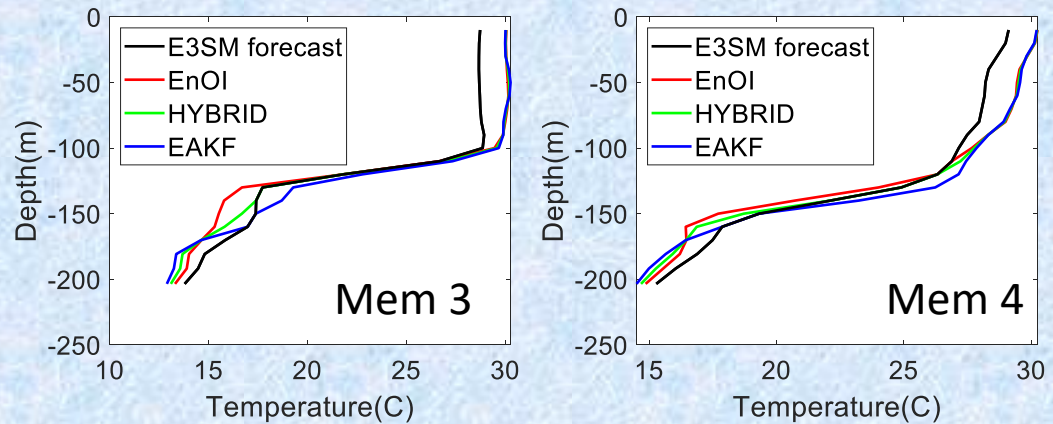 0
-50
-100
-150
-200
-250
Depth(m)
E3SM forecast
EnOI
HYBRID
EAKF
Mem 3
10
15
20
25
30
Temperature(C)
0
-50
-100
-150
-200
-250
Depth(m)
E3SM forecast
EnOI
HYBRID
EAKF
Mem 4
15
20
25
30
Temperature(C)